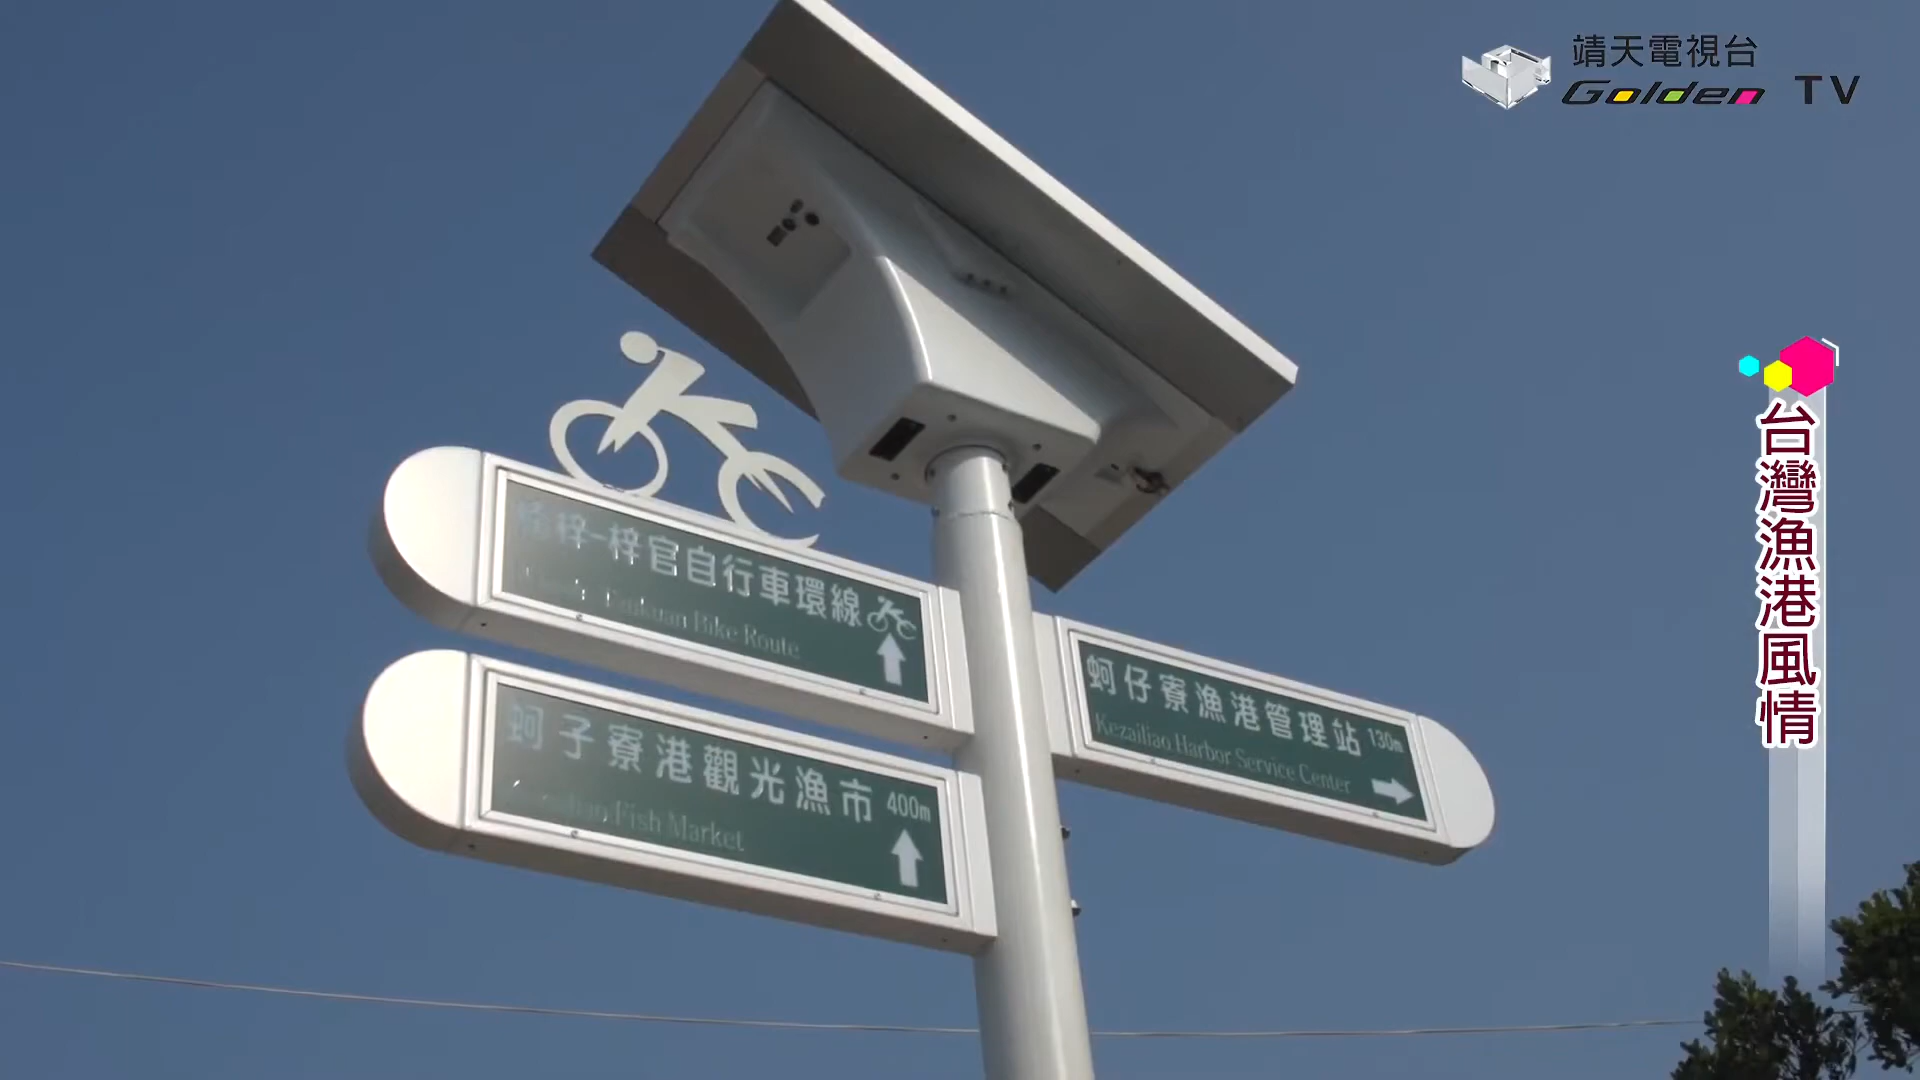 靖天電視台
Golden TV
台灣漁港風情
橋梓-梓官自行車環線
Bike Route
蚵子寮港觀光漁市 400m
Fish Market
蚵仔寮漁港管理站 130m
Kezailiao Harbor Service Center